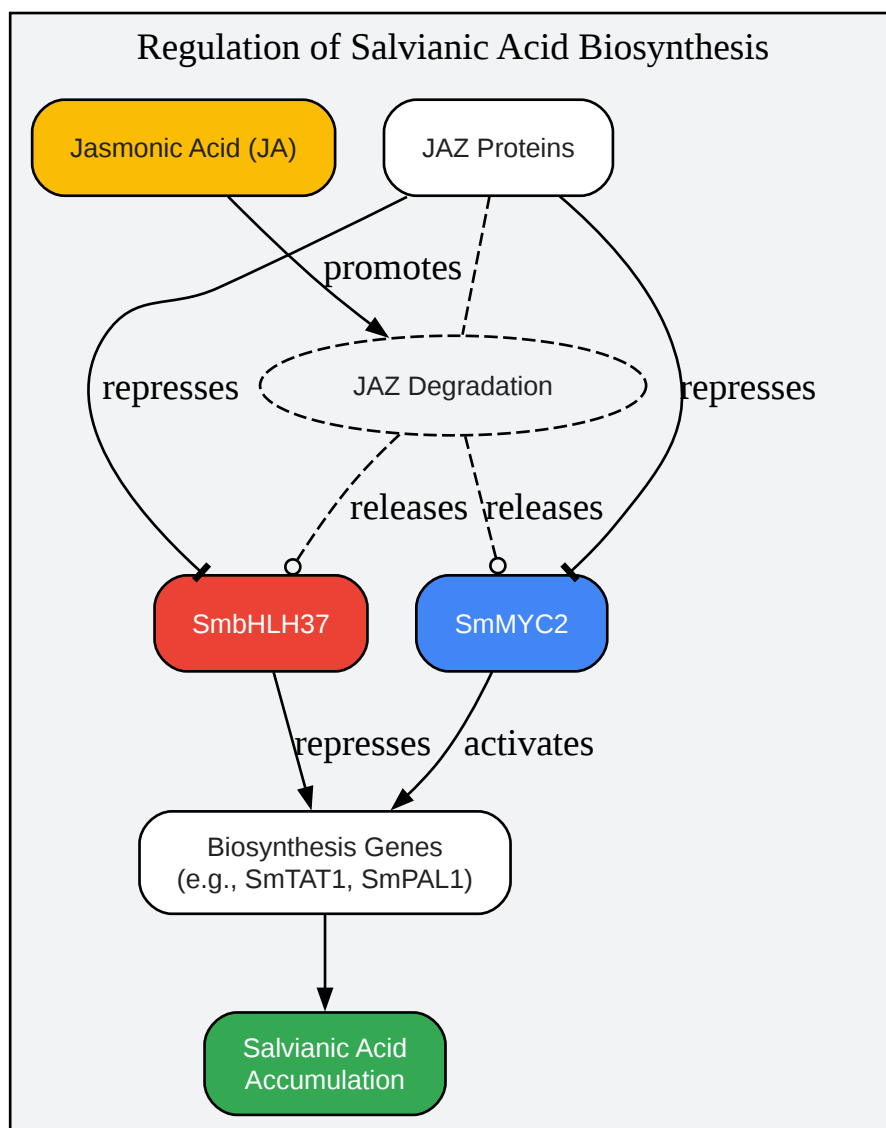 Regulation of Salvianic Acid Biosynthesis
Jasmonic Acid (JA)
JAZ Proteins
promotes
represses
JAZ Degradation
represses
releases
releases
SmbHLH37
SmMYC2
represses
activates
Biosynthesis Genes
(e.g., SmTAT1, SmPAL1)
Salvianic Acid
Accumulation